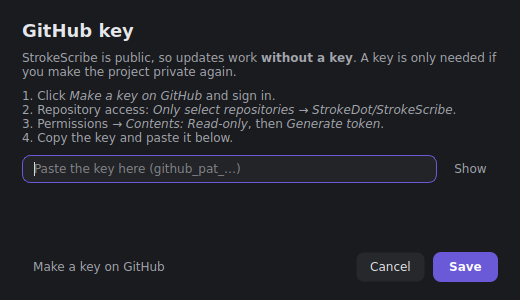 GitHub key
StrokeScribe is public, so updates work without a key. A key is only needed if
you make the project private again.
1. Click Make a key on GitHub and sign in.
2. Repository access: Only select repositories → StrokeDot/StrokeScribe.
3. Permissions → Contents: Read-only, then Generate token.
4. Copy the key and paste it below.
Paste the key here (github_pat_...) Show
Make a key on GitHub Cancel Save